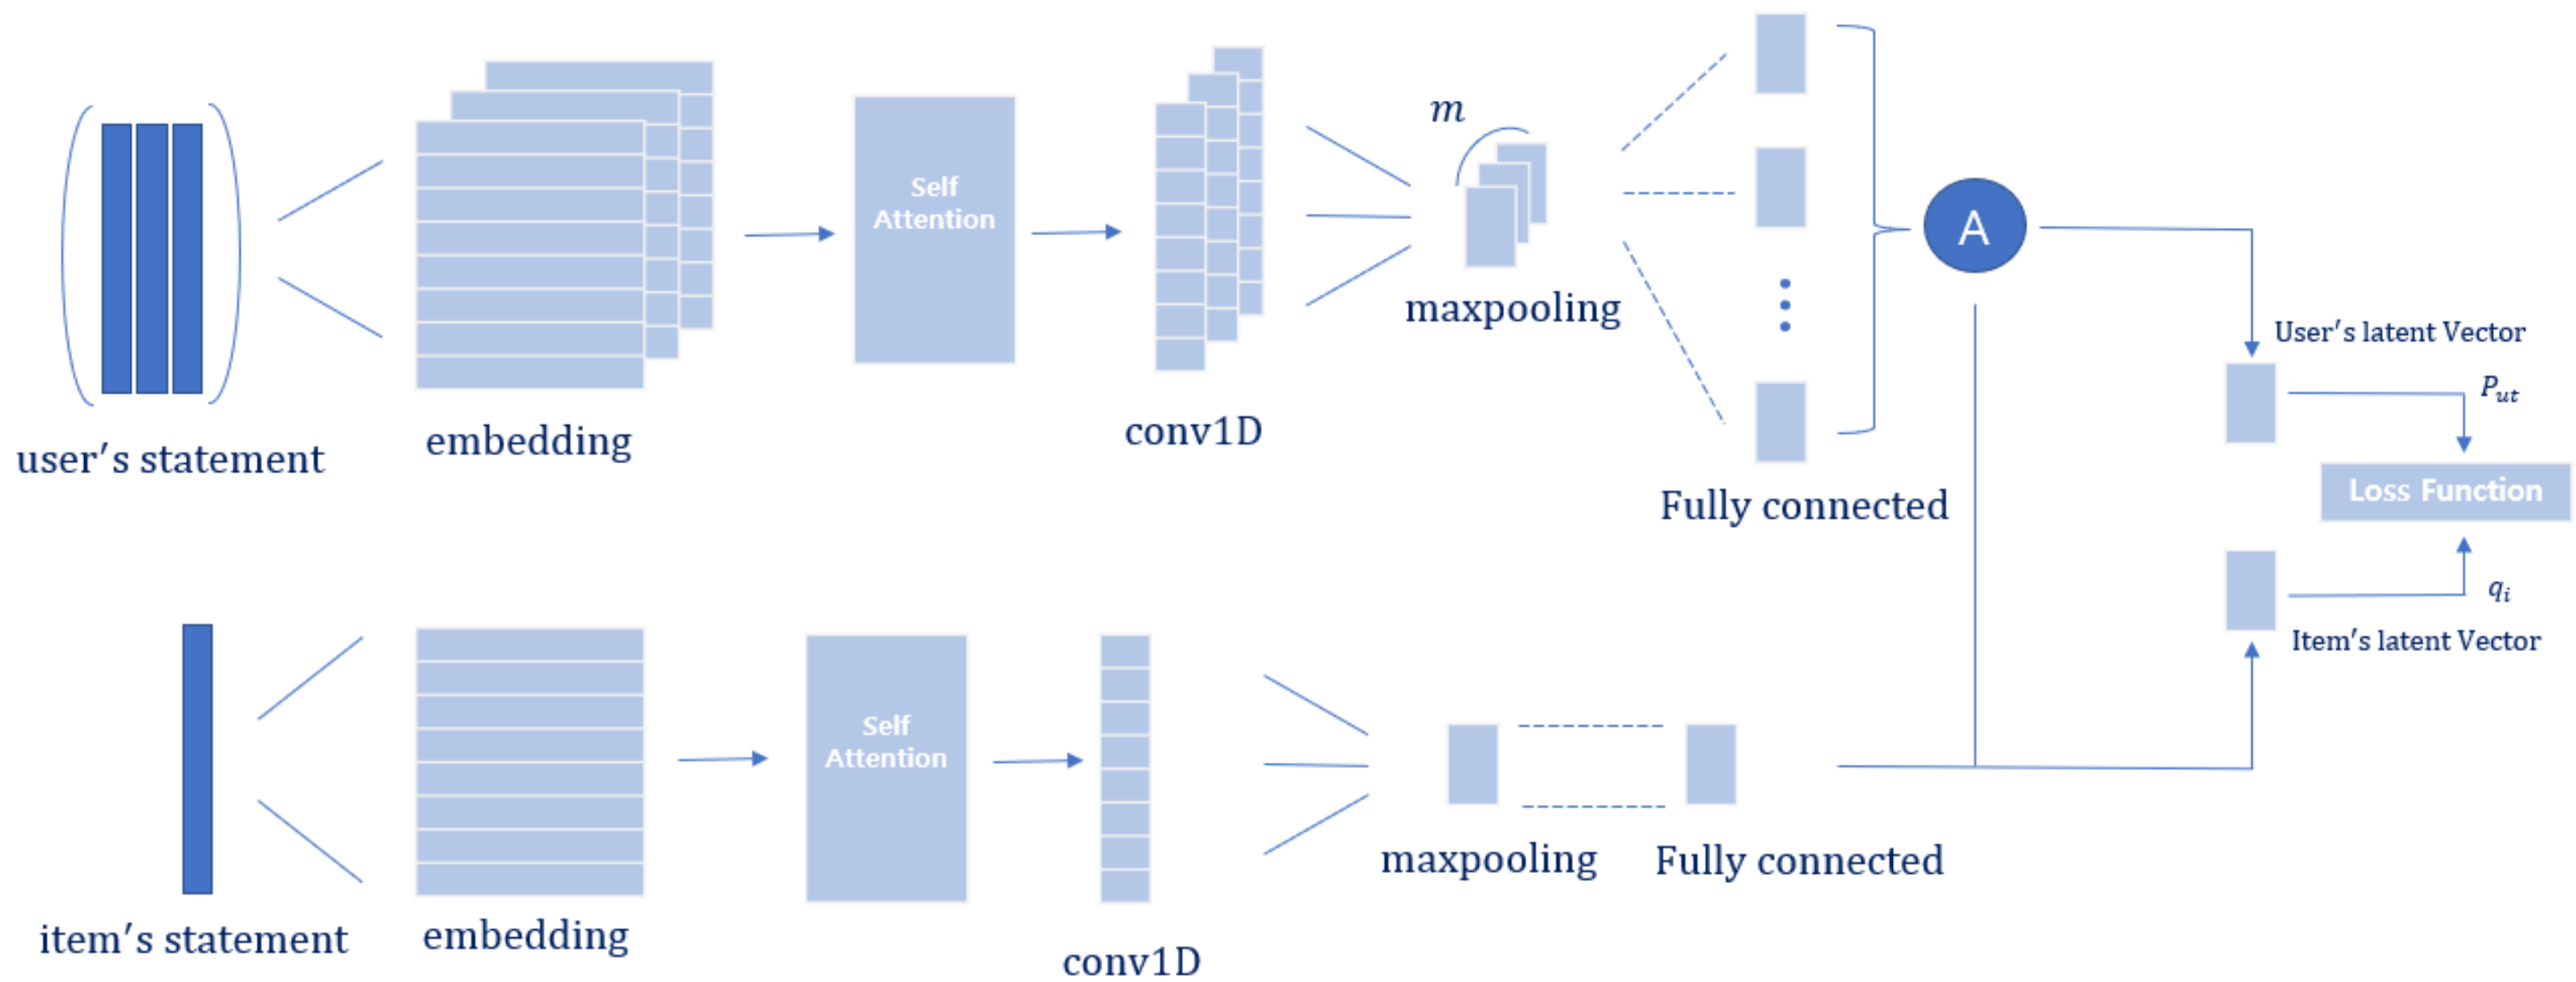 user's statement
embedding
Self
Attention
conv1D
m
maxpooling
Fully connected
A
User's latent Vector
P_ut
Loss Function
q_i
Item's latent Vector
item's statement
embedding
Self
Attention
conv1D
maxpooling
Fully connected